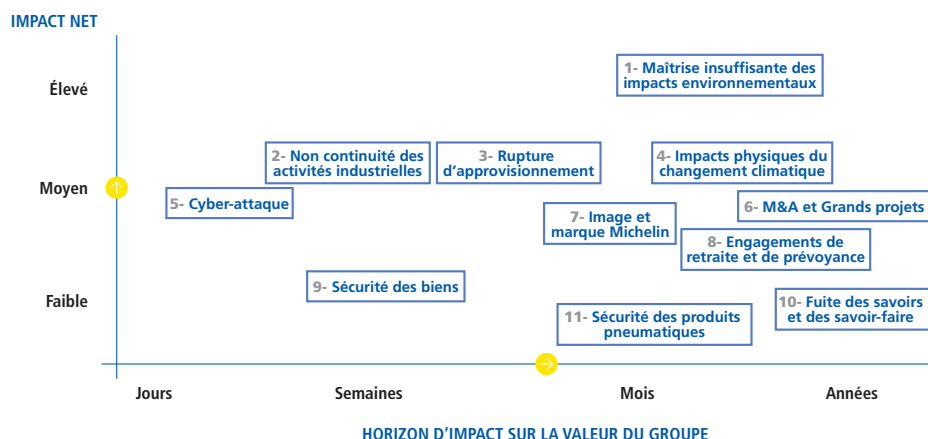 IMPACT NET
Élevé
1- Maîtrise insuffisante des
impacts environnementaux
2- Non continuité des
activités industrielles
3- Rupture
d’approvisionnement
4- Impacts physiques du
changement climatique
Moyen
5- Cyber-attaque
6- M&A et Grands projets
7- Image et
marque Michelin
8- Engagements de
retraite et de prévoyance
9- Sécurité des biens
Faible
10- Fuite des savoirs
et des savoir-faire
11- Sécurité des produits
pneumatiques
Jours
Semaines
Mois
Années
HORIZON D’IMPACT SUR LA VALEUR DU GROUPE